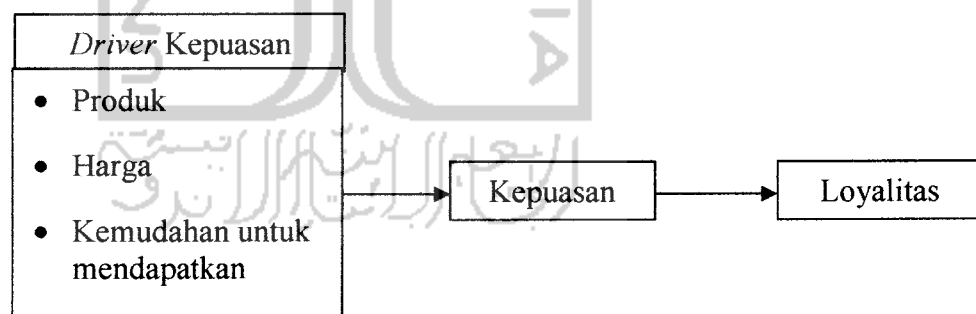 Driver Kepuasan
• Produk
• Harga
• Kemudahan untuk
mendapatkan
Kepuasan
Loyalitas